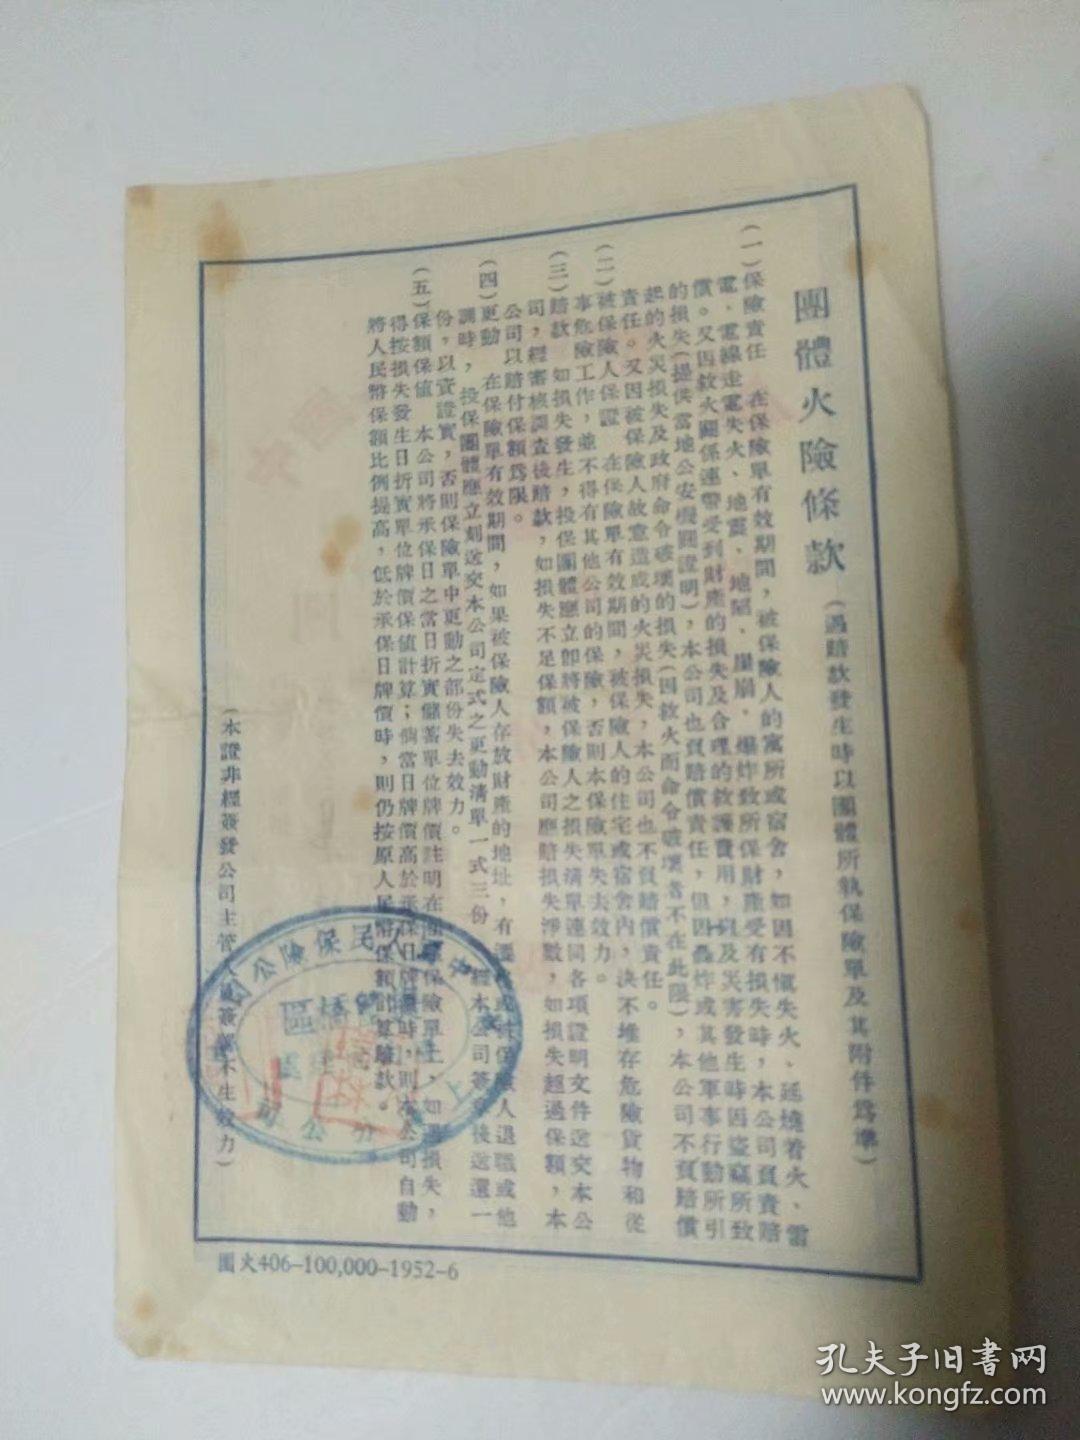 團體火險條款
(遇賠款發生時以團體所執保險單及其附件爲準)
(一)保險責任 在保險單有效期間,被保險人的寓所或宿舍,如因不愼失火、延燒着火、雷
電、電線走電失火、地震、地陷、崖崩、爆炸致所保財產受有損失時,本公司負責賠
償。又因救火關係連帶受到財產的損失及合理的救護費用,與及災害發生時因盜竊所致
的損失(提供當地公安機關證明),本公司也負賠償責任,但因轟炸或其他軍事行動所引
起的火災損失及政府命令破壞的損失(因救火而命令破壞者不在此限),本公司不負賠償
責任。又因被保險人故意造成的火災損失,本公司也不負賠償責任。
(二)被保險人保證 在保險單有效期間,被保險人的住宅或宿舍內,決不堆存危險貨物和從
事危險工作,並不得有其他公司的保險,否則本保險單失去效力。
(三)賠款 如損失發生,投保團體應立即將被保險人之損失清單連同各項證明文件送交本公
司,經審核調查後賠款,如損失不足保額,本公司應賠損失淨數,如損失超過保額,本
公司以賠付保額爲限。
(四)更動 在保險單有效期間,如果被保險人存放財產的地址,有遷移或被保險人退職或他
調時,投保團體應立刻送交本公司定式之更動清單一式三份 經本公司簽章後送還一
份,以資證實,否則保險單中更動之部份失去效力。
(五)保額保値 本公司將承保日之當日折實儲蓄單位牌價註明在團體保險單上,如遇損失,
得按損失發生日折實單位牌價保値計算;倘當日牌價高於承保日牌價時,則本公司自動
將人民幣保額比例提高,低於承保日牌價時,則仍按原人民幣保額計算賠款。
(本證非經簽發公司主管人員簽署不生效力)
人民保險公司
橋區
分公司
團火406-100,000-1952-6
孔夫子旧書网
www.kongfz.com